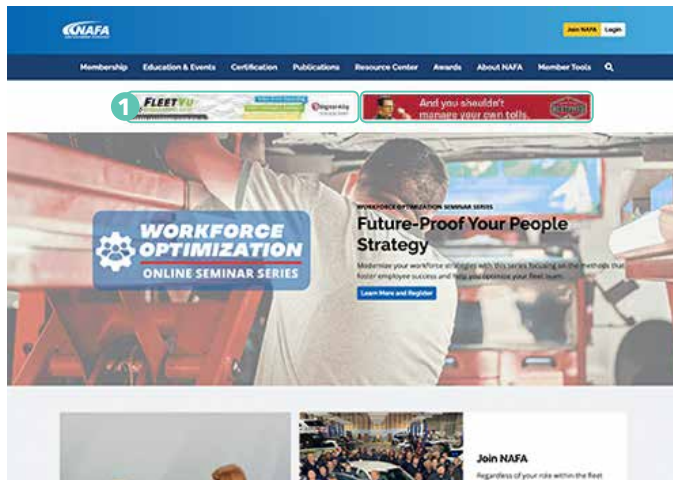 NAFA
Join NAFA Login
Membership Education & Events Certification Publications Resource Center Awards About NAFA Member Tools
1
FLEETVU
And you shouldn't
manage your own tolls.
WORKFORCE OPTIMIZATION SEMINAR SERIES
Future-Proof Your People
Strategy
WORKFORCE
OPTIMIZATION
ONLINE SEMINAR SERIES
Modernize your workforce strategies with this series focusing on the methods that
foster employee success and help you optimize your fleet team.
Learn More and Register
Join NAFA
Regardless of your role within the fleet